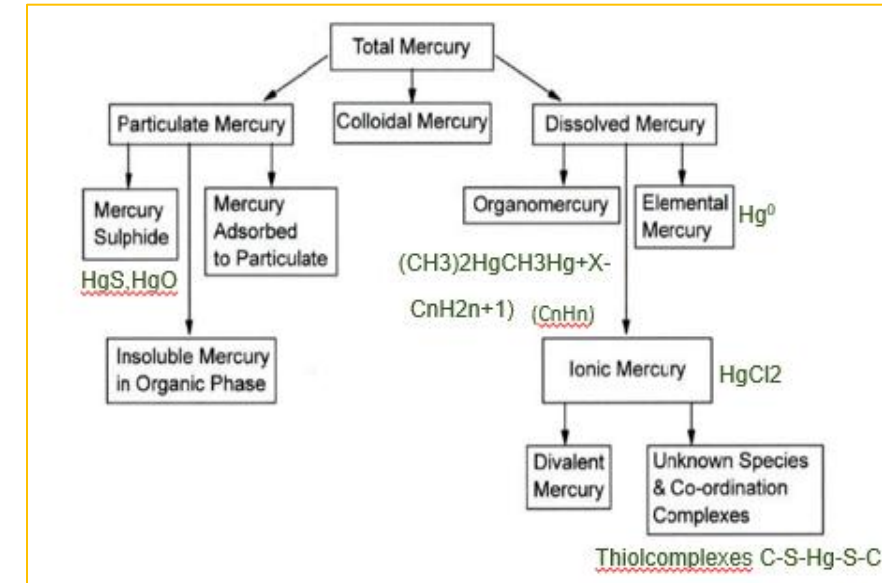 Total Mercury
Particulate Mercury
Colloidal Mercury
Dissolved Mercury
Mercury
Sulphide
Mercury
Adsorbed
to Particulate
Organomercury
Elemental
Mercury
Hg⁰
HgS,HgO
(CH3)2HgCH3Hg+X-
CnH2n+1) (CnHn)
Insoluble Mercury
in Organic Phase
Ionic Mercury
HgCl2
Divalent
Mercury
Unknown Species
& Co-ordination
Complexes
Thiolcomplexes C-S-Hg-S-C